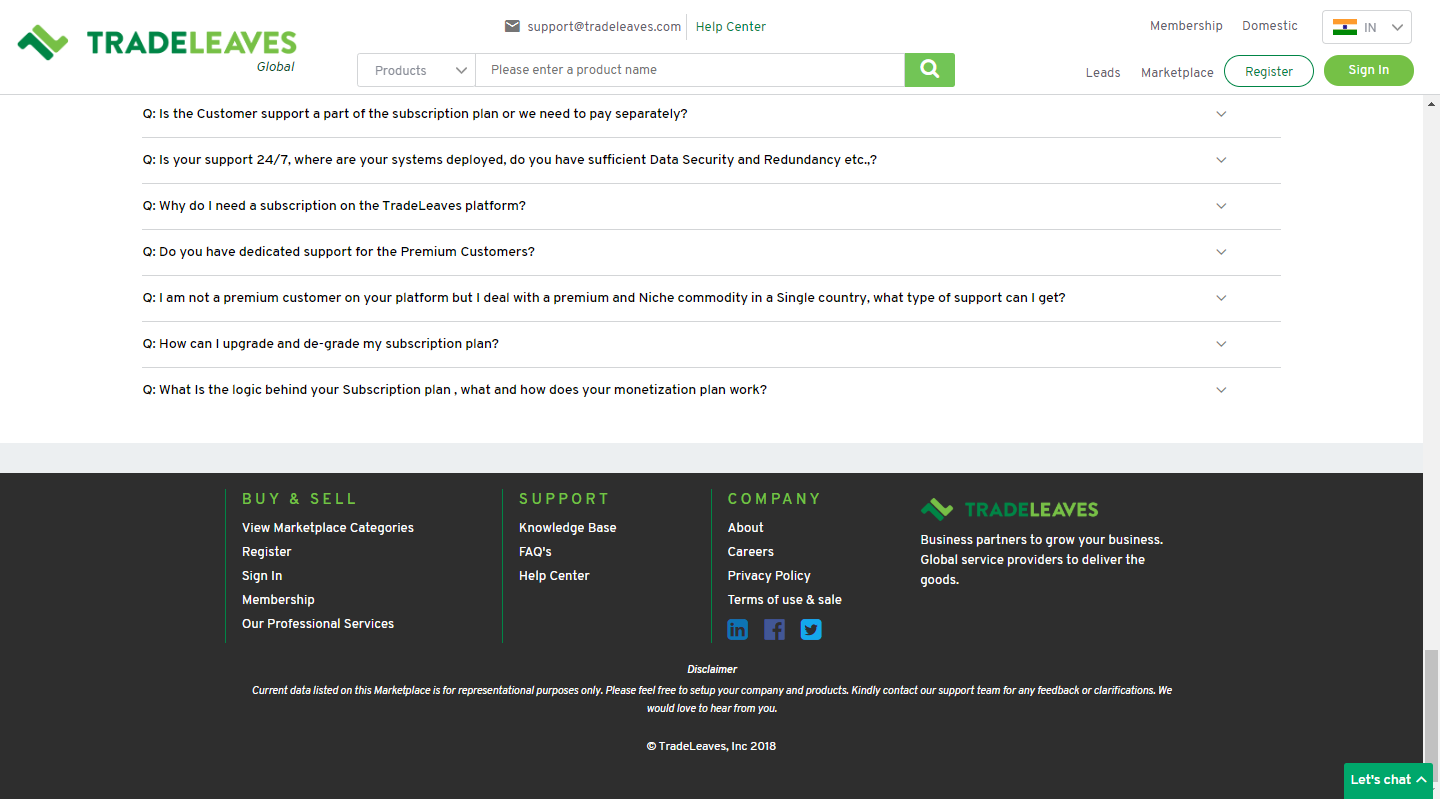 support@tradeleaves.com
Help Center
Membership
Domestic
IN
TRADELEAVES
Global
Products
Please enter a product name
Leads
Marketplace
Register
Sign In
Q: Is the Customer support a part of the subscription plan or we need to pay separately?
Q: Is your support 24/7, where are your systems deployed, do you have sufficient Data Security and Redundancy etc.,?
Q: Why do I need a subscription on the TradeLeaves platform?
Q: Do you have dedicated support for the Premium Customers?
Q: I am not a premium customer on your platform but I deal with a premium and Niche commodity in a Single country, what type of support can I get?
Q: How can I upgrade and de-grade my subscription plan?
Q: What Is the logic behind your Subscription plan , what and how does your monetization plan work?
BUY & SELL
View Marketplace Categories
Register
Sign In
Membership
Our Professional Services
SUPPORT
Knowledge Base
FAQ's
Help Center
COMPANY
About
Careers
Privacy Policy
Terms of use & sale
TRADELEAVES
Business partners to grow your business.
Global service providers to deliver the
goods.
Disclaimer
Current data listed on this Marketplace is for representational purposes only. Please feel free to setup your company and products. Kindly contact our support team for any feedback or clarifications. We
would love to hear from you.
© TradeLeaves, Inc 2018
Let's chat